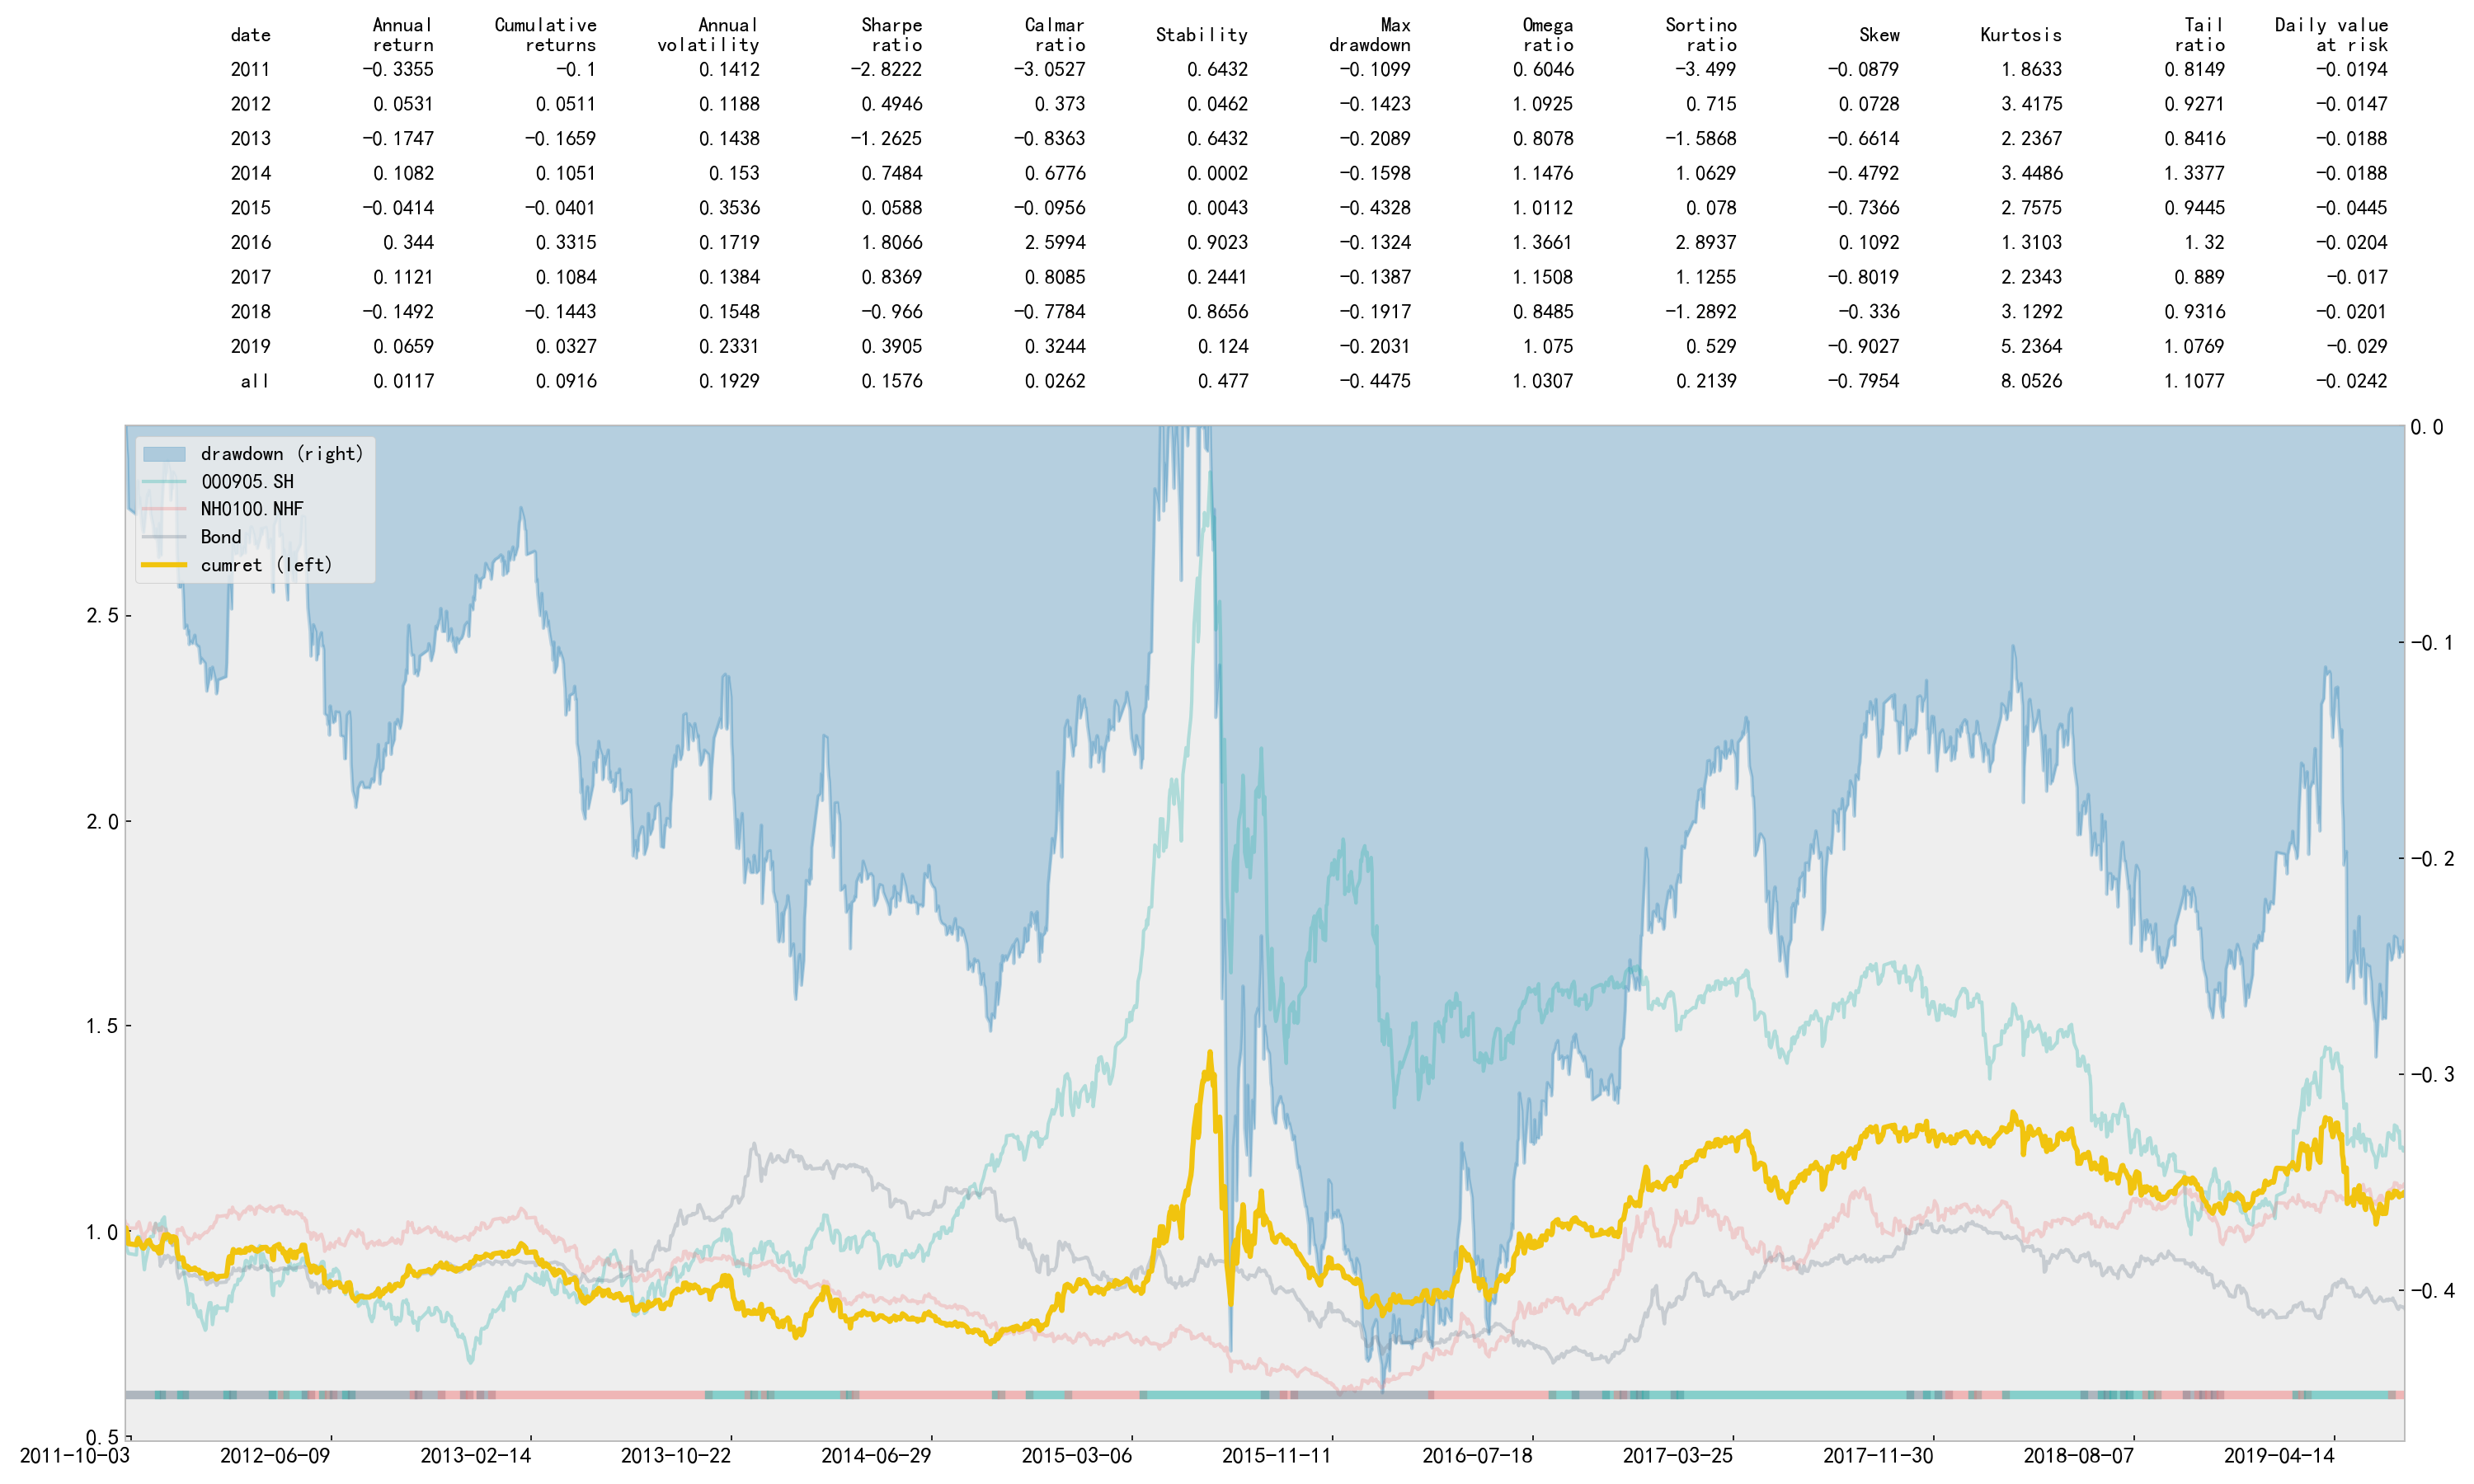 date Annual return Cumulative returns Annual volatility Sharpe ratio Calmar ratio Stability Max drawdown Omega ratio Sortino ratio Skew Kurtosis Tail ratio Daily value at risk
2011 -0.3355 -0.1 0.1412 -2.8222 -3.0527 0.6432 -0.1099 0.6046 -3.499 -0.0879 1.8633 0.8149 -0.0194
2012 0.0531 0.0511 0.1188 0.4946 0.373 0.0462 -0.1423 1.0925 0.715 0.0728 3.4175 0.9271 -0.0147
2013 -0.1747 -0.1659 0.1438 -1.2625 -0.8363 0.6432 -0.2089 0.8078 -1.5868 -0.6614 2.2367 0.8416 -0.0188
2014 0.1082 0.1051 0.153 0.7484 0.6776 0.0002 -0.1598 1.1476 1.0629 -0.4792 3.4486 1.3377 -0.0188
2015 -0.0414 -0.0401 0.3536 0.0588 -0.0956 0.0043 -0.4328 1.0112 0.078 -0.7366 2.7575 0.9445 -0.0445
2016 0.344 0.3315 0.1719 1.8066 2.5994 0.9023 -0.1324 1.3661 2.8937 0.1092 1.3103 1.32 -0.0204
2017 0.1121 0.1084 0.1384 0.8369 0.8085 0.2441 -0.1387 1.1508 1.1255 -0.8019 2.2343 0.889 -0.017
2018 -0.1492 -0.1443 0.1548 -0.966 -0.7784 0.8656 -0.1917 0.8485 -1.2892 -0.336 3.1292 0.9316 -0.0201
2019 0.0659 0.0327 0.2331 0.3905 0.3244 0.124 -0.2031 1.075 0.529 -0.9027 5.2364 1.0769 -0.029
all 0.0117 0.0916 0.1929 0.1576 0.0262 0.477 -0.4475 1.0307 0.2139 -0.7954 8.0526 1.1077 -0.0242
drawdown (right)
000905.SH
NH0100.NHF
Bond
cumret (left)
2.5
2.0
1.5
1.0
0.5
0.0
-0.1
-0.2
-0.3
-0.4
2011-10-03 2012-06-09 2013-02-14 2013-10-22 2014-06-29 2015-03-06 2015-11-11 2016-07-18 2017-03-25 2017-11-30 2018-08-07 2019-04-14